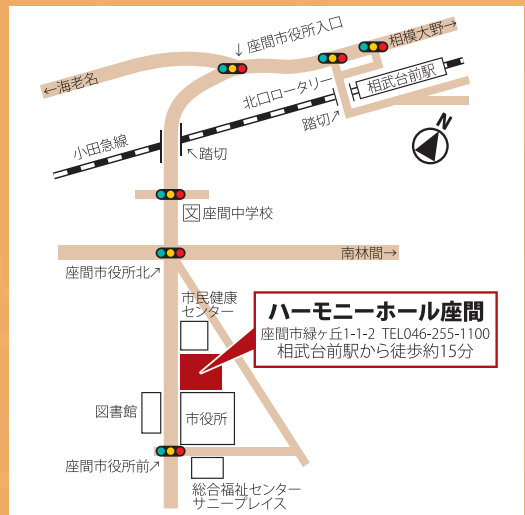 ↓座間市役所入口
相模大野→
←海老名
北口ロータリー
相武台前駅
小田急線
↖踏切
踏切↗
N
文 座間中学校
南林間→
座間市役所北↗
市民健康
センター
ハーモニーホール座間
座間市緑ヶ丘1-1-2 TEL046-255-1100
相武台前駅から徒歩約15分
図書館
市役所
座間市役所前↗
総合福祉センター
サニープレイス